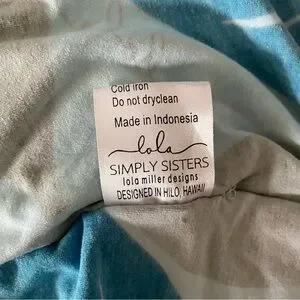 Cold iron
Do not dryclean
Made in Indonesia
lola
SIMPLY SISTERS
lola miller designs
DESIGNED IN HILO, HAWAII